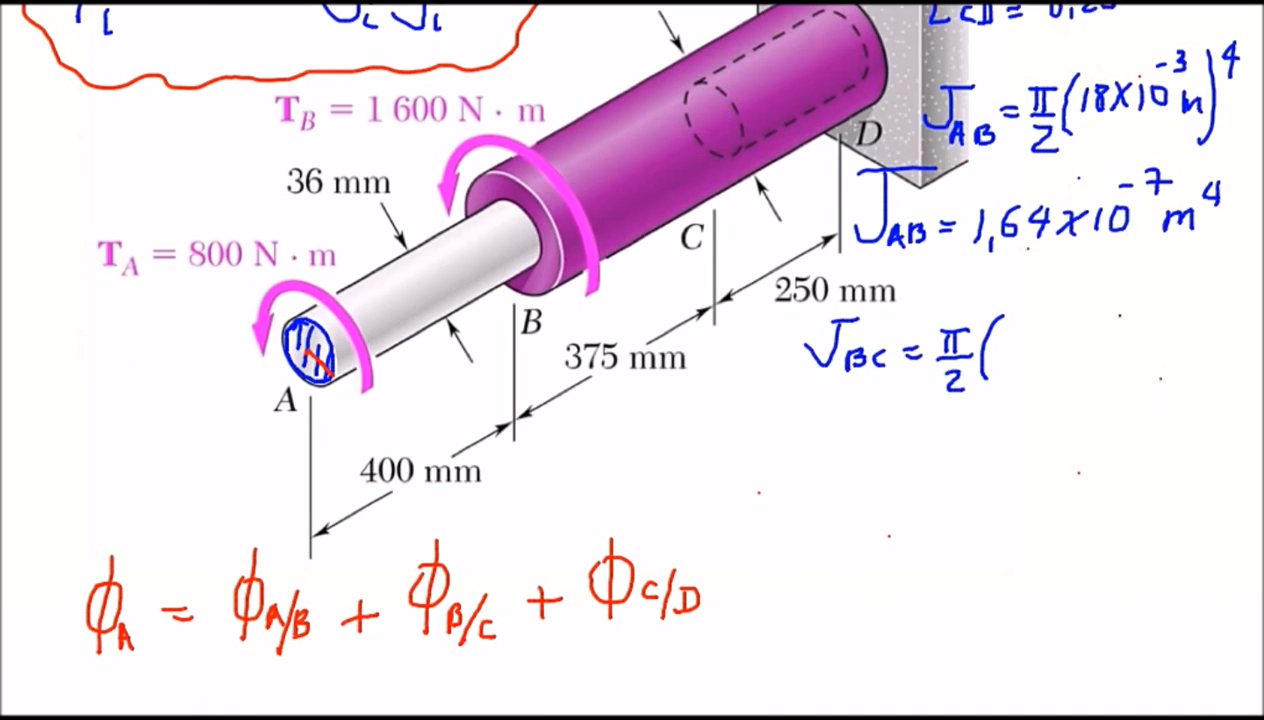 T_B = 1 600 N · m
36 mm
T_A = 800 N · m
A
B
C
D
400 mm
375 mm
250 mm
J_AB = π/2 (18×10^-3 m)^4
J_AB = 1,64×10^-7 m^4
J_BC = π/2 (
ϕ_A = ϕ_A/B + ϕ_B/C + ϕ_C/D